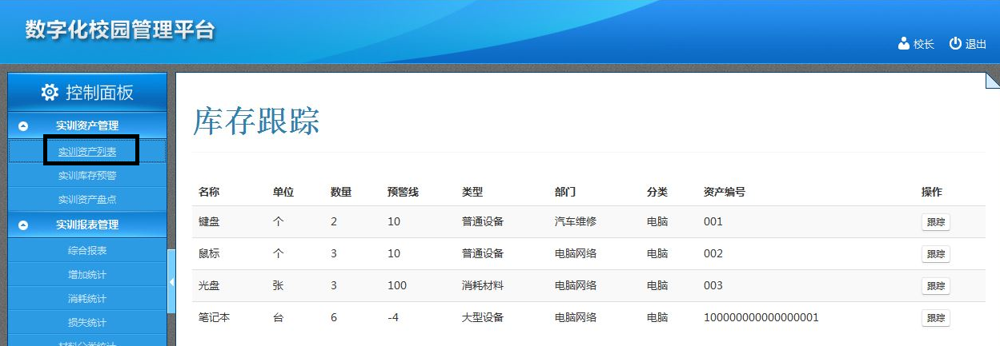 数字化校园管理平台
校长 退出
控制面板
实训资产管理
实训资产列表
实训库存预警
实训资产盘点
实训报表管理
综合报表
增加统计
消耗统计
损失统计
库存跟踪
名称 单位 数量 预警线 类型 部门 分类 资产编号 操作
键盘 个 2 10 普通设备 汽车维修 电脑 001 跟踪
鼠标 个 3 10 普通设备 电脑网络 电脑 002 跟踪
光盘 张 3 100 消耗材料 电脑网络 电脑 003 跟踪
笔记本 台 6 -4 大型设备 电脑网络 电脑 100000000000000001 跟踪